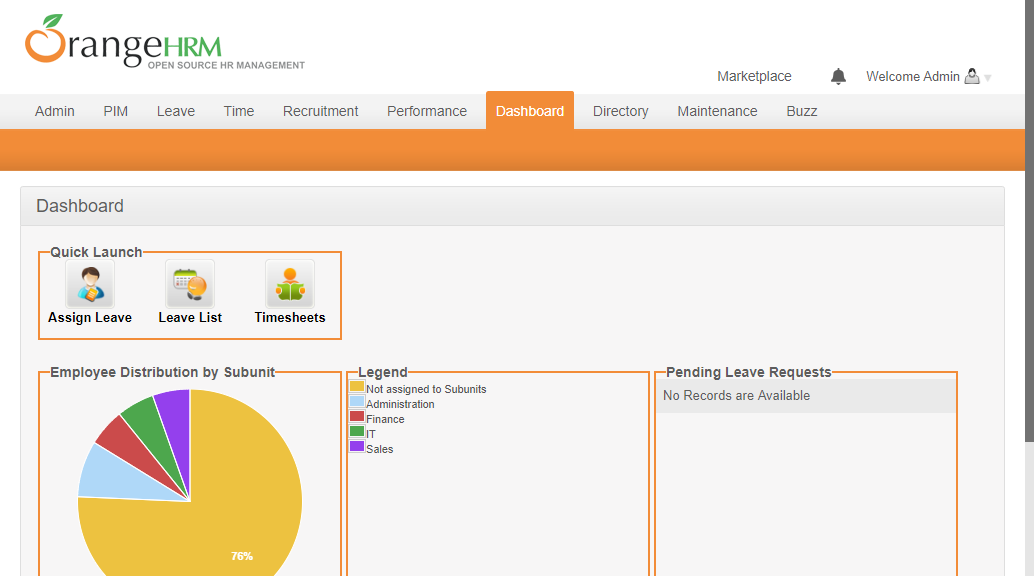 OrangeHRM
OPEN SOURCE HR MANAGEMENT
Marketplace Welcome Admin
Admin PIM Leave Time Recruitment Performance Dashboard Directory Maintenance Buzz
Dashboard
Quick Launch
Assign Leave Leave List Timesheets
Employee Distribution by Subunit
76%
Legend
Not assigned to Subunits
Administration
Finance
IT
Sales
Pending Leave Requests
No Records are Available